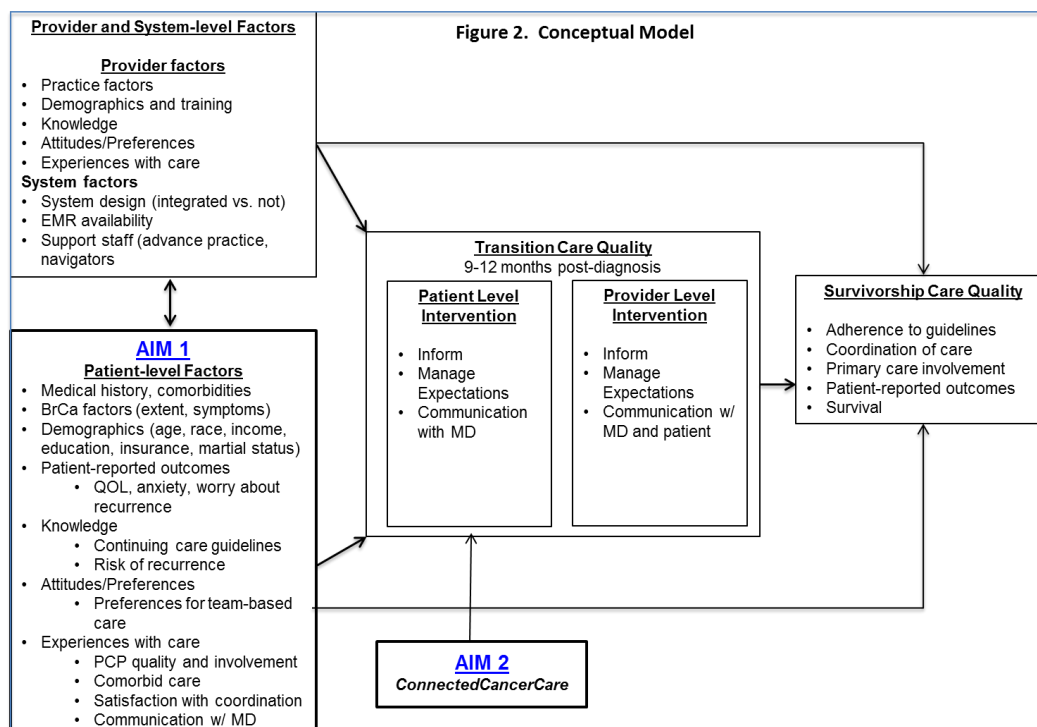 Figure 2. Conceptual Model
Provider and System-level Factors
Provider factors
• Practice factors
• Demographics and training
• Knowledge
• Attitudes/Preferences
• Experiences with care
System factors
• System design (integrated vs. not)
• EMR availability
• Support staff (advance practice,
navigators
AIM 1
Patient-level Factors
• Medical history, comorbidities
• BrCa factors (extent, symptoms)
• Demographics (age, race, income,
education, insurance, martial status)
• Patient-reported outcomes
• QOL, anxiety, worry about
recurrence
• Knowledge
• Continuing care guidelines
• Risk of recurrence
• Attitudes/Preferences
• Preferences for team-based
care
• Experiences with care
• PCP quality and involvement
• Comorbid care
• Satisfaction with coordination
• Communication w/ MD
Transition Care Quality
9-12 months post-diagnosis
Patient Level
Intervention
• Inform
• Manage
Expectations
• Communication
with MD
Provider Level
Intervention
• Inform
• Manage
Expectations
• Communication w/
MD and patient
AIM 2
ConnectedCancerCare
Survivorship Care Quality
• Adherence to guidelines
• Coordination of care
• Primary care involvement
• Patient-reported outcomes
• Survival